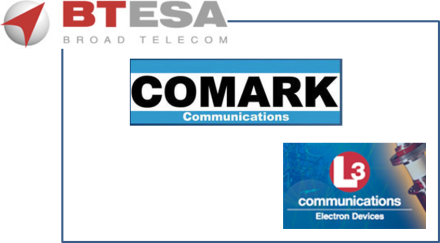 BTESA
BROAD TELECOM
COMARK
Communications
L3
communications
Electron Devices